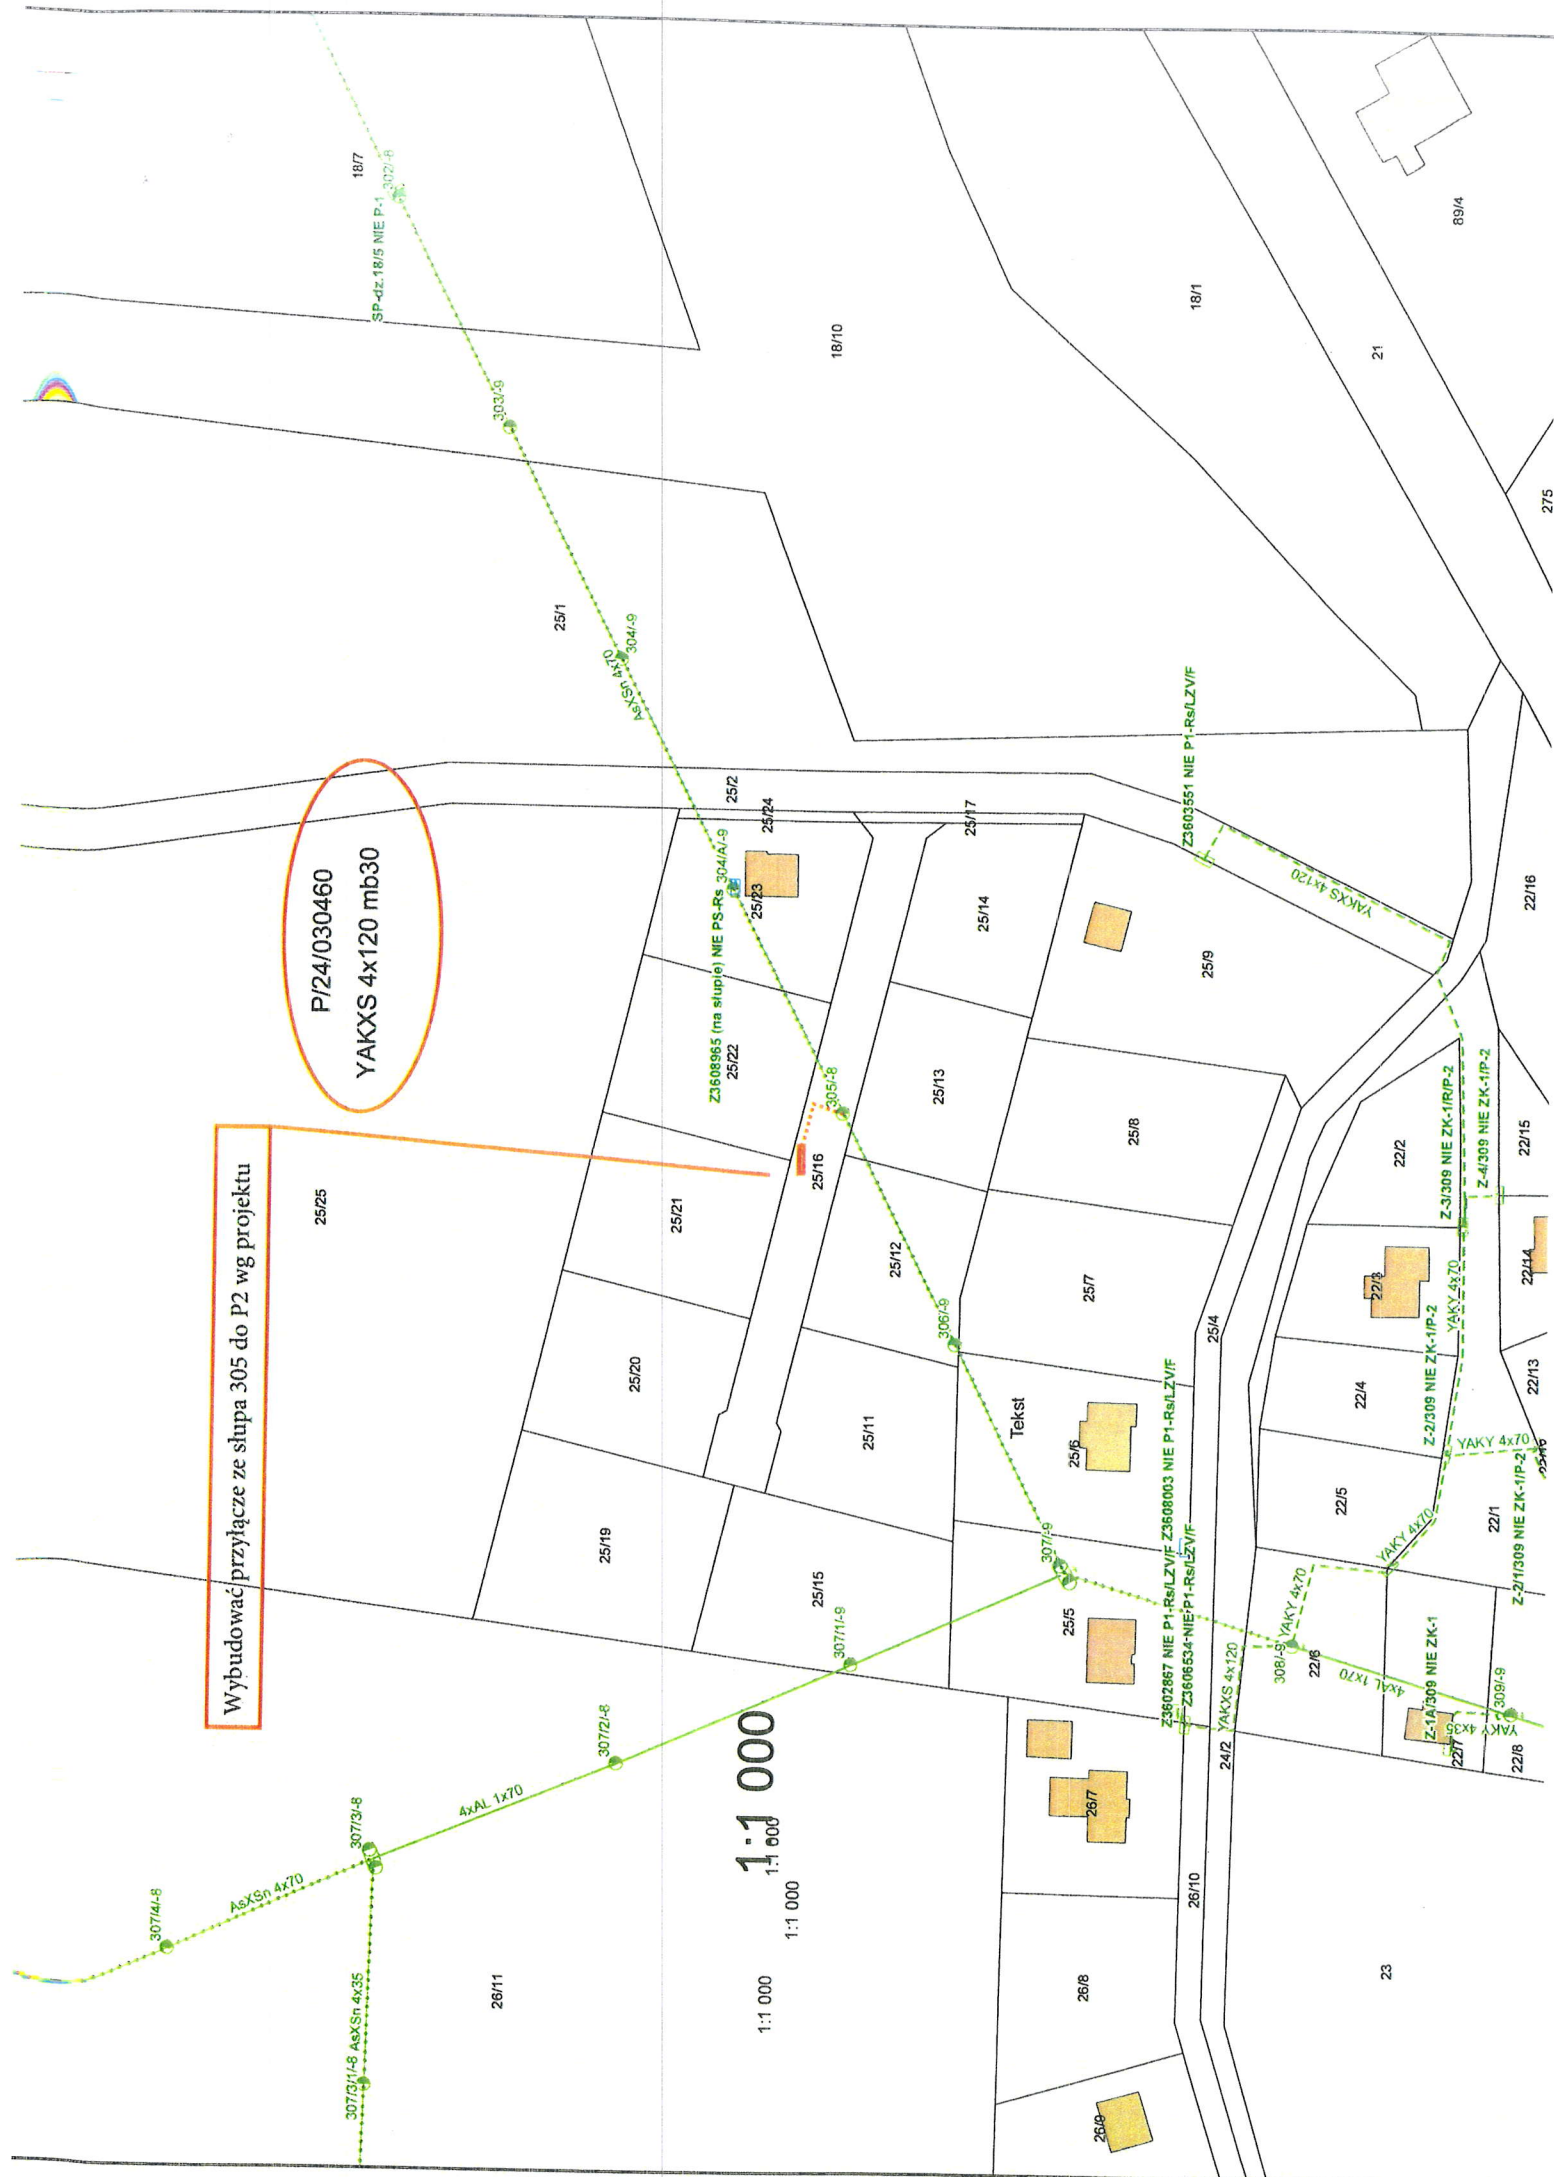 Wybudować przyłącze ze słupa 305 do P2 wg projektu
P/24/030460
YAKXS 4x120 mb30
18/7
302/-8
SP-dz.18/5 NIE P-1
303/-9
25/1
304/-9
AsXSn 4x70
18/10
18/1
21
89/4
275
25/2
25/24
304/A/-9
25/23
Z3608965 (na słupie) NIE PS-Rs
25/22
25/25
25/21
25/20
25/19
25/16
305/-8
25/17
25/14
25/13
25/12
25/11
25/15
306/-9
25/9
25/8
25/7
Tekst
25/6
307/-9
25/5
25/4
Z3603551 NIE P1-Rs/LZV/F
YAKXS 4x120
22/16
22/2
Z-3/309 NIE ZK-1/R/P-2
Z-4/309 NIE ZK-1/P-2
22/15
22/14
22/3
YAKY 4x70
Z-2/309 NIE ZK-1/P-2
22/4
22/13
YAKY 4x70
22/5
22/1
Z-2/1/309 NIE ZK-1/P-2
YAKY 4x70
YAKY 4x70
Z3602867 NIE P1-Rs/LZV/F
Z3608003 NIE P1-Rs/LZV/F
Z3606534 NIE P1-Rs/LZV/F
YAKXS 4x120
308/-9
22/6
4xAL 1x70
Z-1A/309 NIE ZK-1
22/7
YAKY 4x35
309/-9
22/8
24/2
307/1/-9
307/2/-8
4xAL 1x70
307/3/-8
AsXSn 4x70
307/4/-8
307/3/1/-8
AsXSn 4x35
26/11
1:1 000
1:1 000
1:1 000
1:1 000
26/7
26/10
26/8
26/9
23